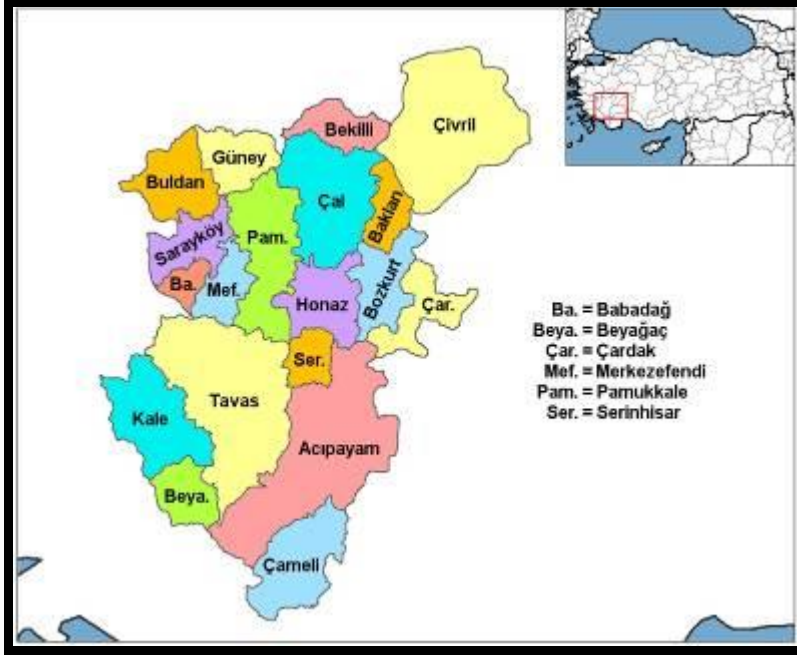 Çivril
Bekilli
Güney
Buldan
Çal
Baklan
Sarayköy
Pam.
Ba.
Mef.
Honaz
Bozkurt
Çar.
Ser.
Tavas
Kale
Acıpayam
Beya.
Çameli
Ba. = Babadağ
Beya. = Beyağaç
Çar. = Çardak
Mef. = Merkezefendi
Pam. = Pamukkale
Ser. = Serinhisar